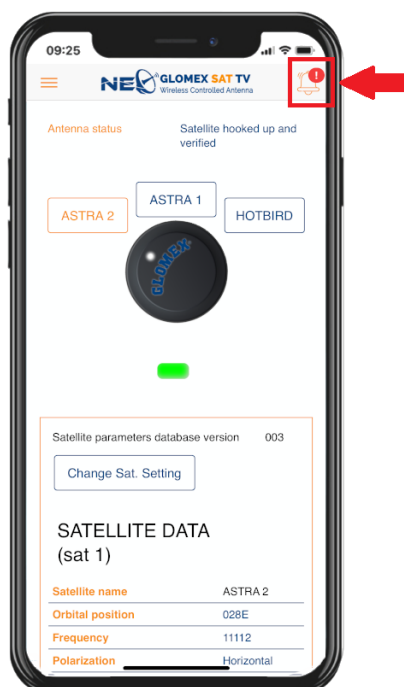 09:25
NEO GLOMEX SAT TV
Wireless Controlled Antenna
!
Antenna status Satellite hooked up and
verified
ASTRA 1
ASTRA 2 HOTBIRD
GLOMEX
Satellite parameters database version 003
Change Sat. Setting
SATELLITE DATA
(sat 1)
Satellite name ASTRA 2
Orbital position 028E
Frequency 11112
Polarization Horizontal